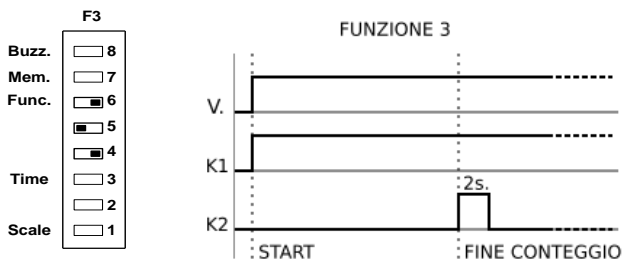 F3
Buzz. 8
Mem. 7
Func. 6
5
4
Time 3
2
Scale 1
FUNZIONE 3
V.
K1
2s.
K2
START FINE CONTEGGIO